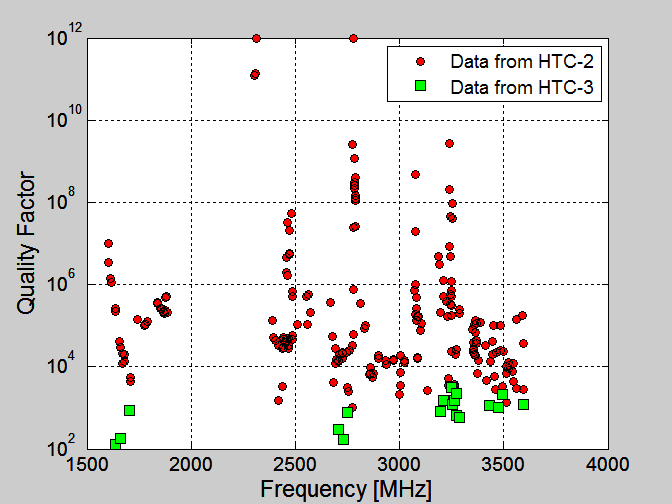 10^12
10^10
10^8
10^6
10^4
10^2
Quality Factor
Data from HTC-2
Data from HTC-3
1500 2000 2500 3000 3500 4000
Frequency [MHz]